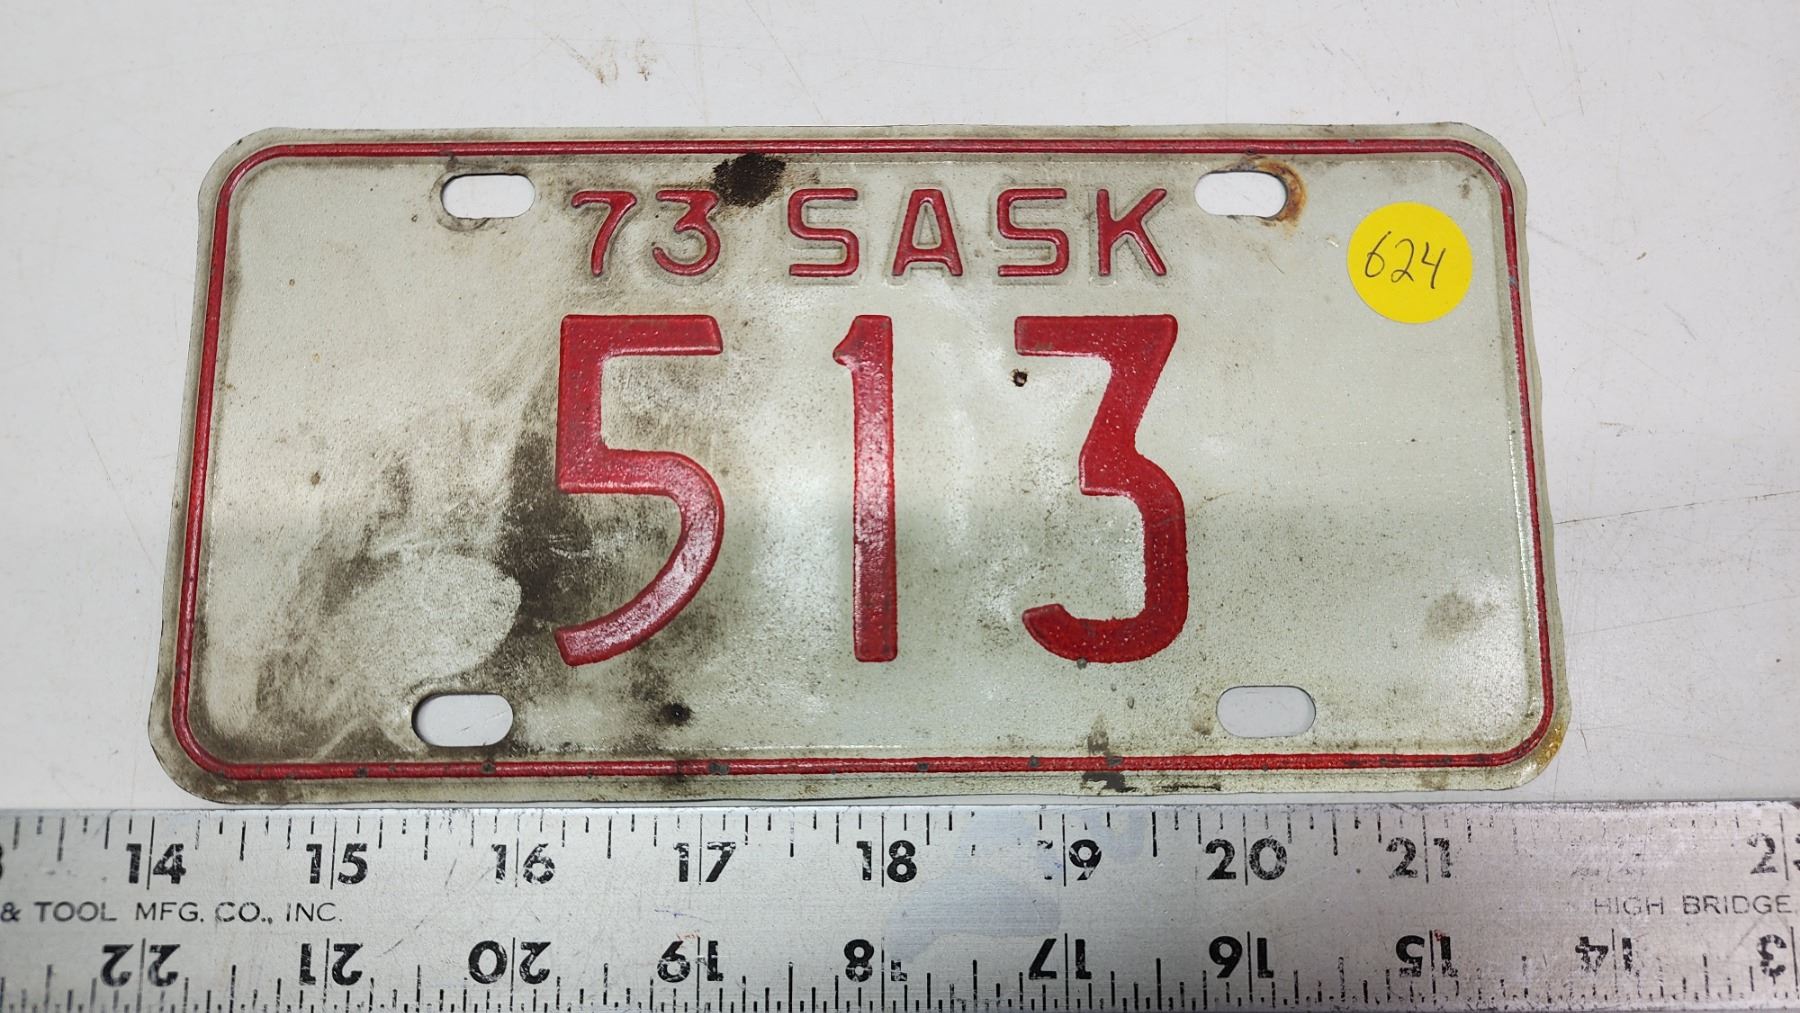 73 SASK
624
513
14 15 16 17 18 19 20 21
& TOOL MFG. CO., INC. HIGH BRIDGE
22 21 20 19 18 17 16 15 14